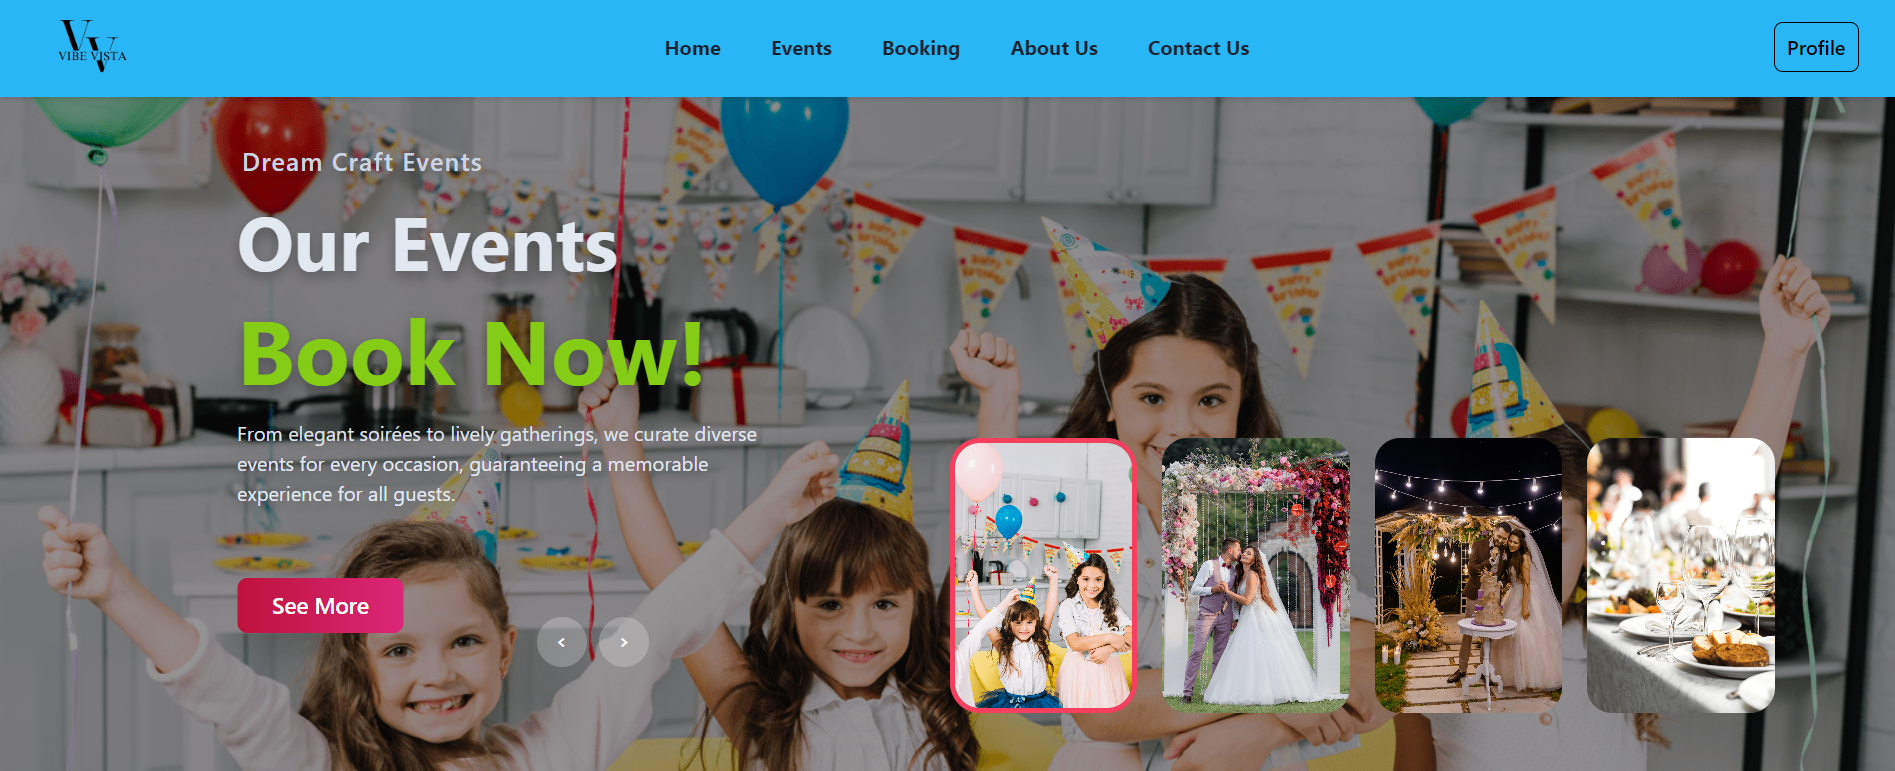 VV
VIBE VISTA
Home Events Booking About Us Contact Us
Profile
Dream Craft Events
Our Events
Book Now!
From elegant soirées to lively gatherings, we curate diverse
events for every occasion, guaranteeing a memorable
experience for all guests.
See More
< >
Happy Birthday